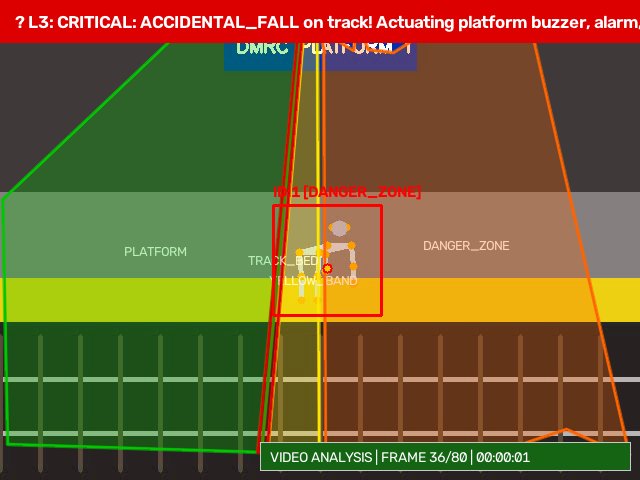 ? L3: CRITICAL: ACCIDENTAL_FALL on track! Actuating platform buzzer, alarm,
DMRC PLATFORM 1
ID:1 [DANGER_ZONE]
PLATFORM
DANGER_ZONE
TRACK_BED
YELLOW_BAND
VIDEO ANALYSIS | FRAME 36/80 | 00:00:01